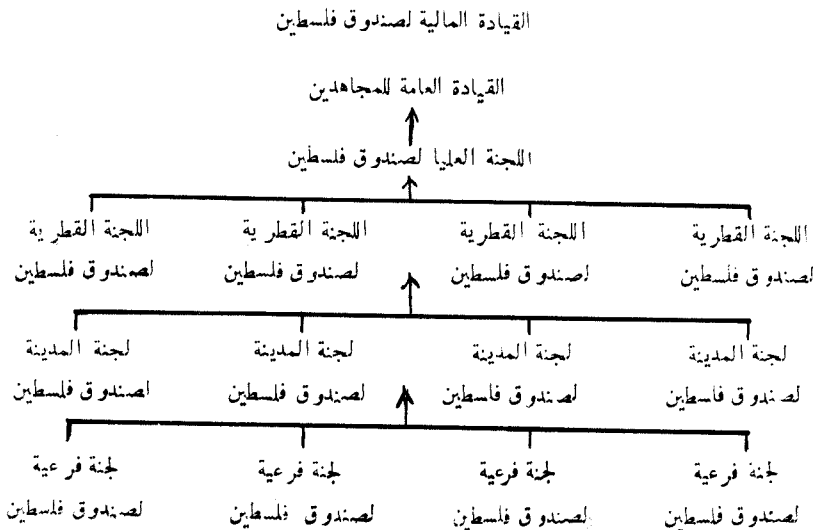 القيادة المالية لصندوق فلسطين
القيادة العامة للمجاهدين
اللجنة العليا لصندوق فلسطين
اللجنة القطرية اللجنة القطرية اللجنة القطرية اللجنة القطرية
لصندوق فلسطين لصندوق فلسطين لصندوق فلسطين لصندوق فلسطين
لجنة المدينة لجنة المدينة لجنة المدينة لجنة المدينة
لصندوق فلسطين لصندوق فلسطين لصندوق فلسطين لصندوق فلسطين
لجنة فرعية لجنة فرعية لجنة فرعية لجنة فرعية
لصندوق فلسطين لصندوق فلسطين لصندوق فلسطين لصندوق فلسطين